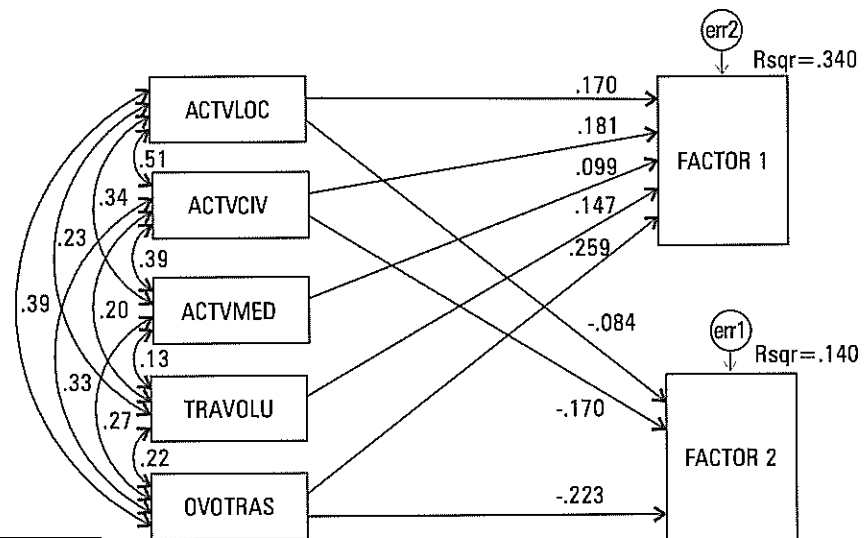 err2
Rsqr=.340
ACTVLOC
.170
.181
.51
FACTOR 1
.099
ACTVCIV
.34
.147
.23
.259
.39
ACTVMED
.39
.20
-.084
err1
Rsqr=.140
.13
.33
TRAVOLU
-.170
.27
.22
FACTOR 2
OVOTRAS
-.223